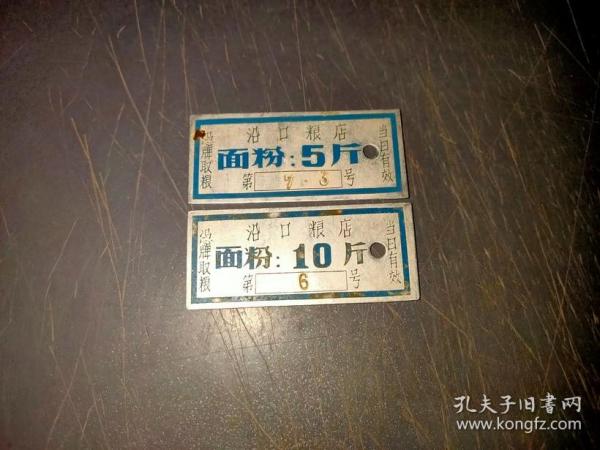 沿口粮店
凭牌取粮
面粉:5斤
当日有效
第 7.3 号
沿口粮店
凭牌取粮
面粉:10斤
当日有效
第 6 号
孔夫子旧书网
www.kongfz.com